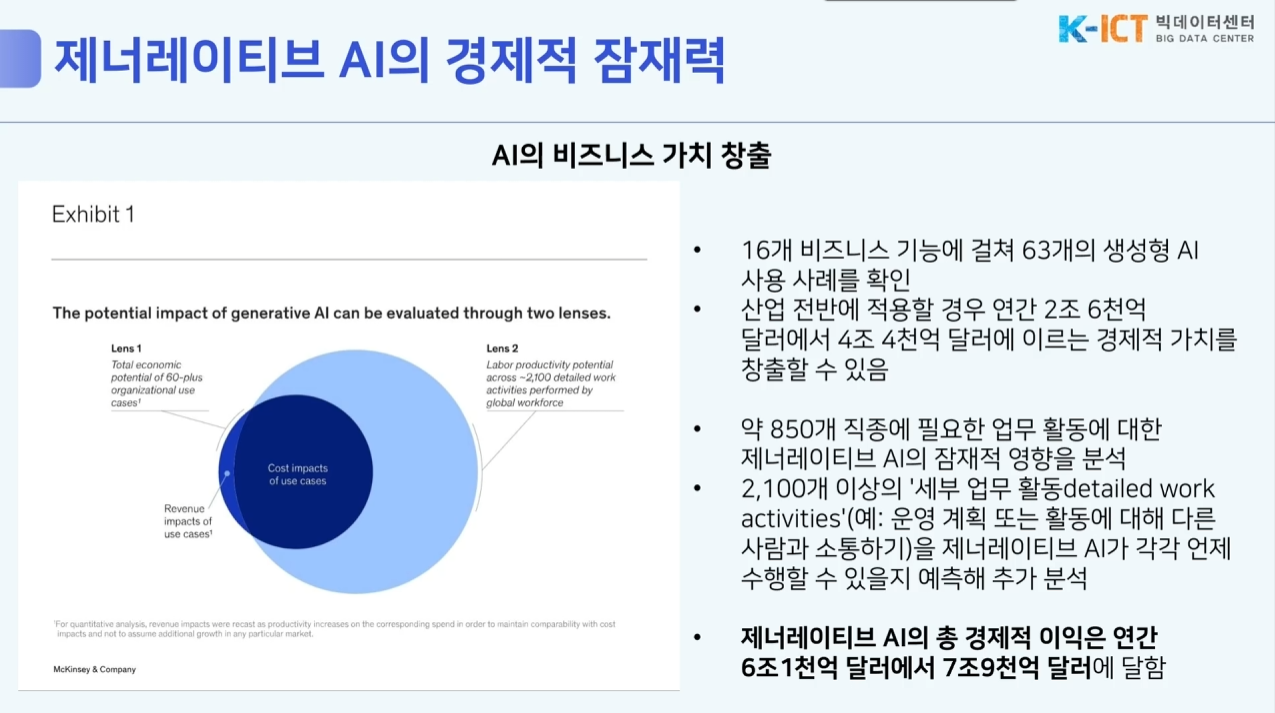 제너레이티브 AI의 경제적 잠재력
K-ICT 빅데이터센터
BIG DATA CENTER
AI의 비즈니스 가치 창출
Exhibit 1
The potential impact of generative AI can be evaluated through two lenses.
Lens 1
Total economic
potential of 60-plus
organizational use
cases¹
Lens 2
Labor productivity potential
across ~2,100 detailed work
activities performed by
global workforce
Cost impacts
of use cases
Revenue
impacts of
use cases¹
¹For quantitative analysis, revenue impacts were recast as productivity increases on the corresponding spend in order to maintain comparability with cost
impacts and not to assume additional growth in any particular market.
McKinsey & Company
• 16개 비즈니스 기능에 걸쳐 63개의 생성형 AI
사용 사례를 확인
• 산업 전반에 적용할 경우 연간 2조 6천억
달러에서 4조 4천억 달러에 이르는 경제적 가치를
창출할 수 있음
• 약 850개 직종에 필요한 업무 활동에 대한
제너레이티브 AI의 잠재적 영향을 분석
• 2,100개 이상의 '세부 업무 활동detailed work
activities'(예: 운영 계획 또는 활동에 대해 다른
사람과 소통하기)을 제너레이티브 AI가 각각 언제
수행할 수 있을지 예측해 추가 분석
• 제너레이티브 AI의 총 경제적 이익은 연간
6조1천억 달러에서 7조9천억 달러에 달함